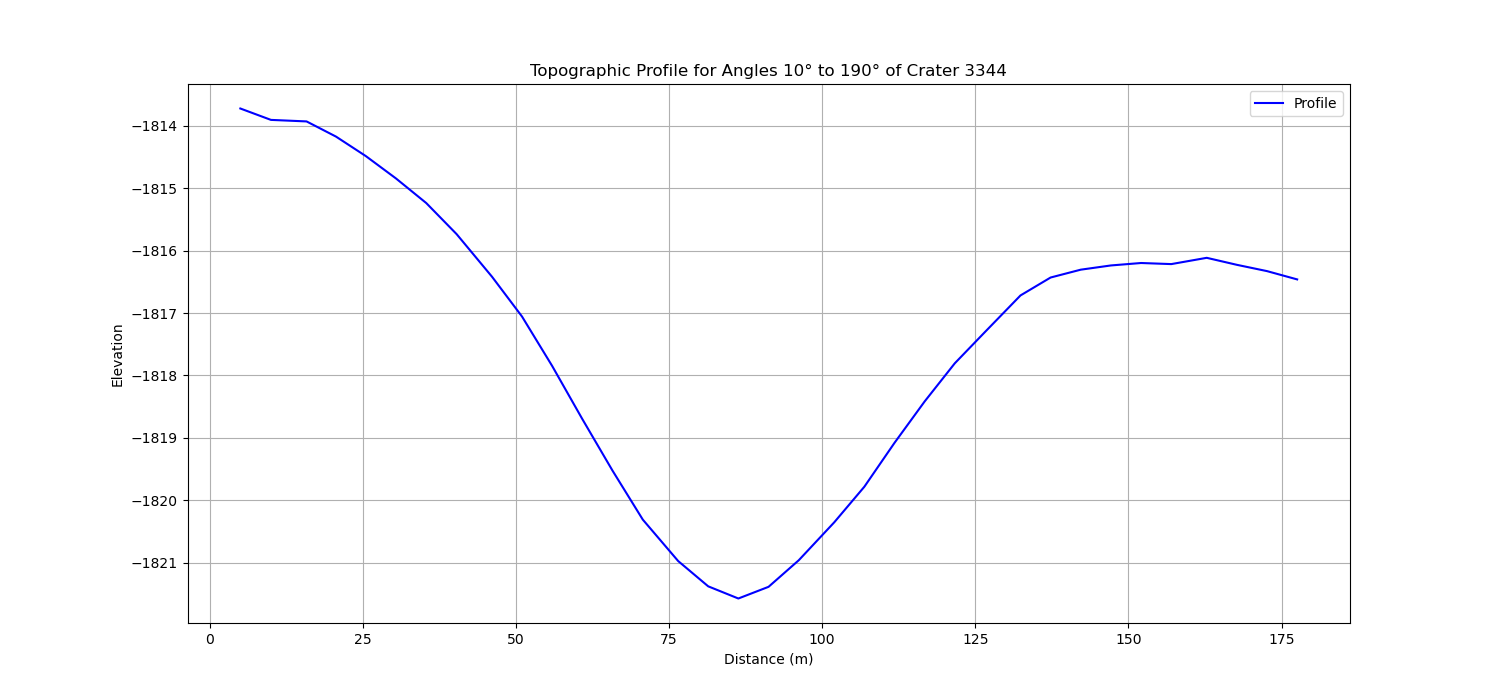 Topographic Profile for Angles 10° to 190° of Crater 3344
Profile
−1814
−1815
−1816
−1817
−1818
−1819
−1820
−1821
Elevation
0 25 50 75 100 125 150 175
Distance (m)